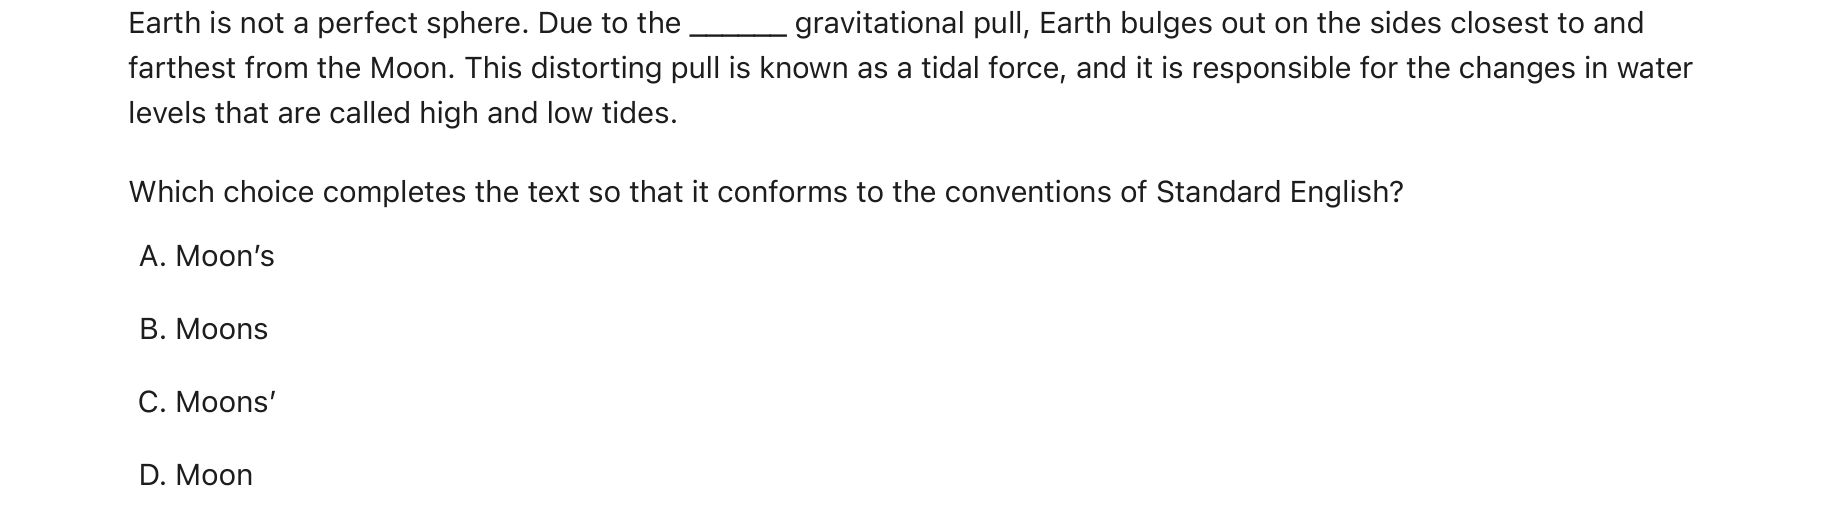 Earth is not a perfect sphere. Due to the ______ gravitational pull, Earth bulges out on the sides closest to and
farthest from the Moon. This distorting pull is known as a tidal force, and it is responsible for the changes in water
levels that are called high and low tides.
Which choice completes the text so that it conforms to the conventions of Standard English?
A. Moon’s
B. Moons
C. Moons’
D. Moon